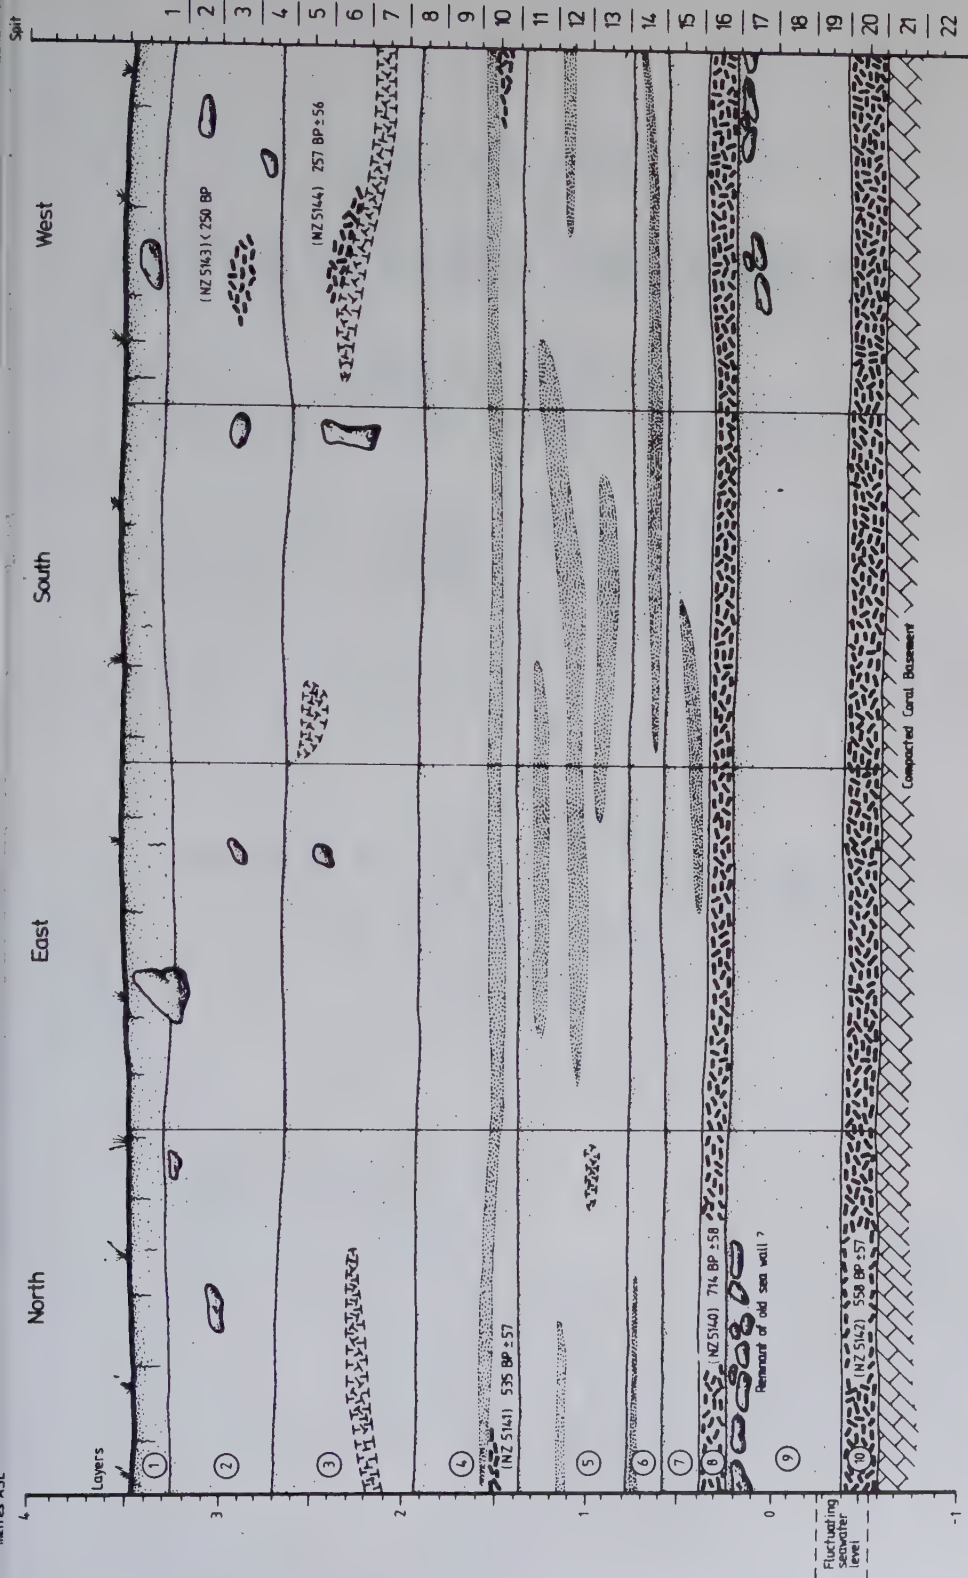 North
East
South
West
Spit
1
2
3
4
5
6
7
8
9
10
11
12
13
14
15
16
17
18
19
20
21
22
Metres ASL
4
3
2
1
0
-1
Layers
1
2
3
4
5
6
7
8
9
10
(NZ 5143) < 250 BP
(NZ 5144) 257 BP ± 56
(NZ 5141) 535 BP ± 57
(NZ 5140) 714 BP ± 58
Remnant of old sea wall ?
(NZ 5142) 558 BP ± 57
Compacted Coral Basement
Fluctuating
seawater
level